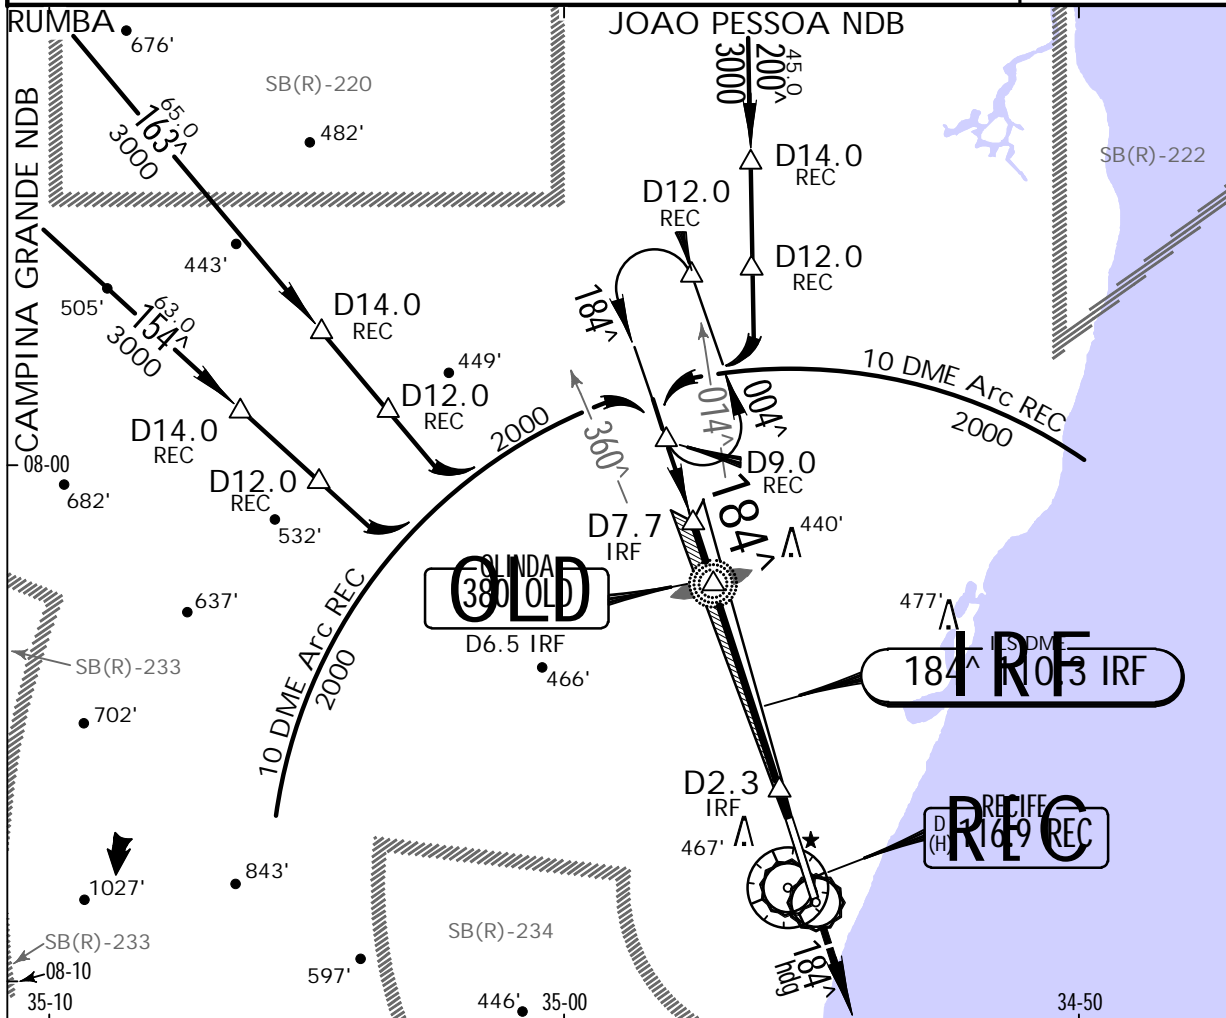 RUMBA
JOAO PESSOA NDB
676'
SB(R)-220
3000
200^
45.0
CAMPINA GRANDE NDB
65.0
163^
3000
482'
D14.0
REC
SB(R)-222
D12.0
REC
443'
D12.0
REC
505'
63.0
154^
3000
184^
D14.0
REC
449'
10 DME Arc REC
2000
D12.0
REC
014^
004^
2000
D14.0
REC
360^
08-00
D9.0
REC
D12.0
REC
682'
184^
532'
D7.7
IRF
440'
OLINDA
380 OLD
OLD
D6.5 IRF
637'
477'
10 DME Arc REC
2000
SB(R)-233
466'
ILS DME
184^ 110.3 IRF
IRF
702'
D2.3
IRF
RECIFE
D
(H)
116.9 REC
REC
467'
843'
1027'
SB(R)-234
SB(R)-233
597'
184^
hdg
08-10
35-10
446'
35-00
34-50